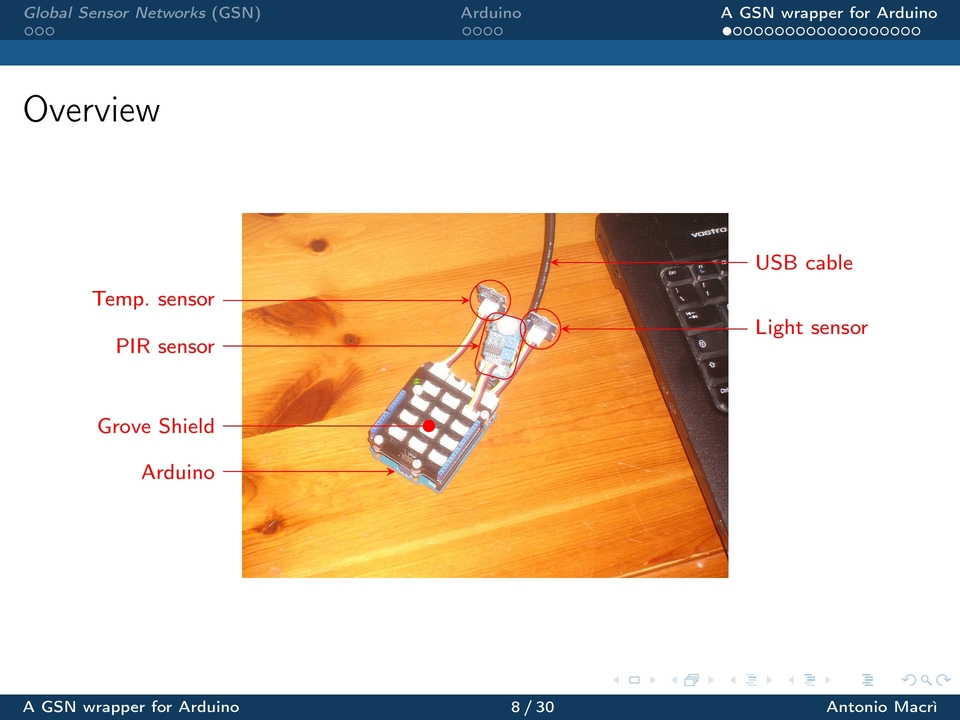 Global Sensor Networks (GSN)
Arduino
A GSN wrapper for Arduino
Overview
vostro
USB cable
Temp. sensor
Light sensor
PIR sensor
Grove Shield
Arduino
A GSN wrapper for Arduino
8 / 30
Antonio Macrì